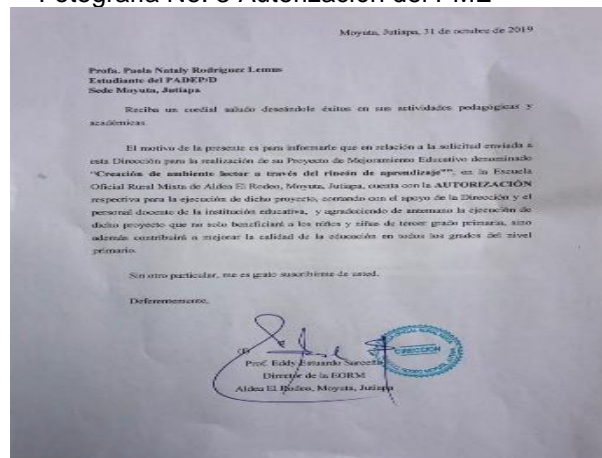 Fotografía No. 3 Autorización del PME
Moyuta, Jutiapa, 31 de octubre de 2019
Profa. Paola Nataly Rodríguez Lemus
Estudiante del PADEP/D
Sede Moyuta, Jutiapa
Reciba un cordial saludo deseándole éxitos en sus actividades pedagógicas y
académicas.
El motivo de la presente es para informarle que en relación a la solicitud enviada a
esta Dirección para la realización de su Proyecto de Mejoramiento Educativo denominado
"Creación de ambiente lector a través del rincón de aprendizaje"", en la Escuela
Oficial Rural Mixta de Aldea El Rodeo, Moyuta, Jutiapa, cuenta con la AUTORIZACIÓN
respectiva para la ejecución de dicho proyecto, contando con el apoyo de la Dirección y el
personal docente de la institución educativa, y agradeciendo de antemano la ejecución de
dicho proyecto que no solo beneficiará a los niños y niñas de tercer grado primaria, sino
además contribuirá a mejorar la calidad de la educación en todos los grados del nivel
primario.
Sin otro particular, me es grato suscribirme de usted.
Deferentemente,
(f)
Prof. Eddy Estuardo
Director de la EORM
Aldea El Rodeo, Moyuta, Jutiapa
DIRECCIÓN